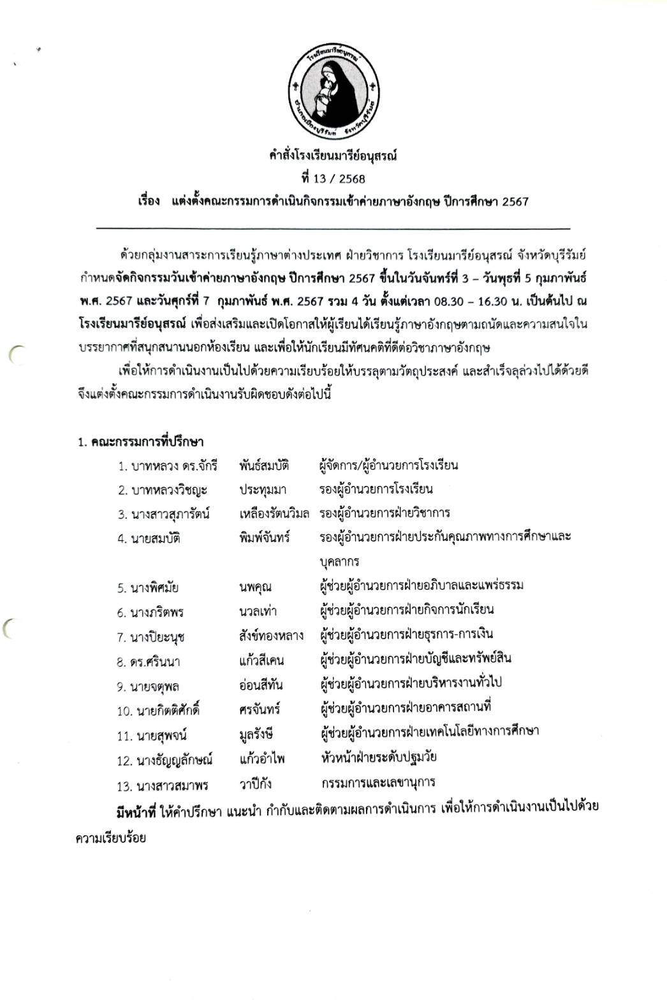 โรงเรียนมารีย์อนุสรณ์
อำเภอเมืองบุรีรัมย์ จังหวัดบุรีรัมย์
คำสั่งโรงเรียนมารีย์อนุสรณ์
ที่ 13 / 2568
เรื่อง แต่งตั้งคณะกรรมการดำเนินกิจกรรมเข้าค่ายภาษาอังกฤษ ปีการศึกษา 2567
ด้วยกลุ่มงานสาระการเรียนรู้ภาษาต่างประเทศ ฝ่ายวิชาการ โรงเรียนมารีย์อนุสรณ์ จังหวัดบุรีรัมย์
กำหนดจัดกิจกรรมวันเข้าค่ายภาษาอังกฤษ ปีการศึกษา 2567 ขึ้นในวันจันทร์ที่ 3 – วันพุธที่ 5 กุมภาพันธ์
พ.ศ. 2567 และวันศุกร์ที่ 7 กุมภาพันธ์ พ.ศ. 2567 รวม 4 วัน ตั้งแต่เวลา 08.30 – 16.30 น. เป็นต้นไป ณ
โรงเรียนมารีย์อนุสรณ์ เพื่อส่งเสริมและเปิดโอกาสให้ผู้เรียนได้เรียนรู้ภาษาอังกฤษตามถนัดและความสนใจใน
บรรยากาศที่สนุกสนานนอกห้องเรียน และเพื่อให้นักเรียนมีทัศนคติที่ดีต่อวิชาภาษาอังกฤษ
เพื่อให้การดำเนินงานเป็นไปด้วยความเรียบร้อยให้บรรลุตามวัตถุประสงค์ และสำเร็จลุล่วงไปได้ด้วยดี
จึงแต่งตั้งคณะกรรมการดำเนินงานรับผิดชอบดังต่อไปนี้
1. คณะกรรมการที่ปรึกษา
1. บาทหลวง ดร.จักรี พันธ์สมบัติ ผู้จัดการ/ผู้อำนวยการโรงเรียน
2. บาทหลวงวิชญะ ประทุมมา รองผู้อำนวยการโรงเรียน
3. นางสาวสุภารัตน์ เหลืองรัตนวิมล รองผู้อำนวยการฝ่ายวิชาการ
4. นายสมบัติ พิมพ์จันทร์ รองผู้อำนวยการฝ่ายประกันคุณภาพทางการศึกษาและ
บุคลากร
5. นางพิศมัย นพคุณ ผู้ช่วยผู้อำนวยการฝ่ายอภิบาลและแพร่ธรรม
6. นางภริตพร นวลเท่า ผู้ช่วยผู้อำนวยการฝ่ายกิจการนักเรียน
7. นางปิยะนุช สังข์ทองหลาง ผู้ช่วยผู้อำนวยการฝ่ายธุรการ-การเงิน
8. ดร.ศรินนา แก้วสีเคน ผู้ช่วยผู้อำนวยการฝ่ายบัญชีและทรัพย์สิน
9. นายจตุพล อ่อนสีทัน ผู้ช่วยผู้อำนวยการฝ่ายบริหารงานทั่วไป
10. นายกิตติศักดิ์ ศรจันทร์ ผู้ช่วยผู้อำนวยการฝ่ายอาคารสถานที่
11. นายสุพจน์ มูลรังษี ผู้ช่วยผู้อำนวยการฝ่ายเทคโนโลยีทางการศึกษา
12. นางธัญญลักษณ์ แก้วอำไพ หัวหน้าฝ่ายระดับปฐมวัย
13. นางสาวสมาพร วาปีกัง กรรมการและเลขานุการ
มีหน้าที่ ให้คำปรึกษา แนะนำ กำกับและติดตามผลการดำเนินการ เพื่อให้การดำเนินงานเป็นไปด้วย
ความเรียบร้อย